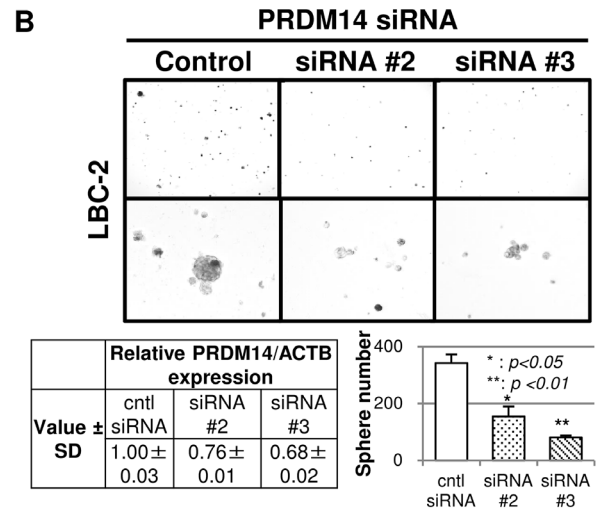 B
PRDM14 siRNA
Control siRNA #2 siRNA #3
LBC-2
Relative PRDM14/ACTB
expression
Value ±
SD
cntl
siRNA
siRNA
#2
siRNA
#3
1.00±
0.03
0.76±
0.01
0.68±
0.02
Sphere number
400
200
0
* : p<0.05
**: p <0.01
*
**
cntl
siRNA
siRNA
#2
siRNA
#3